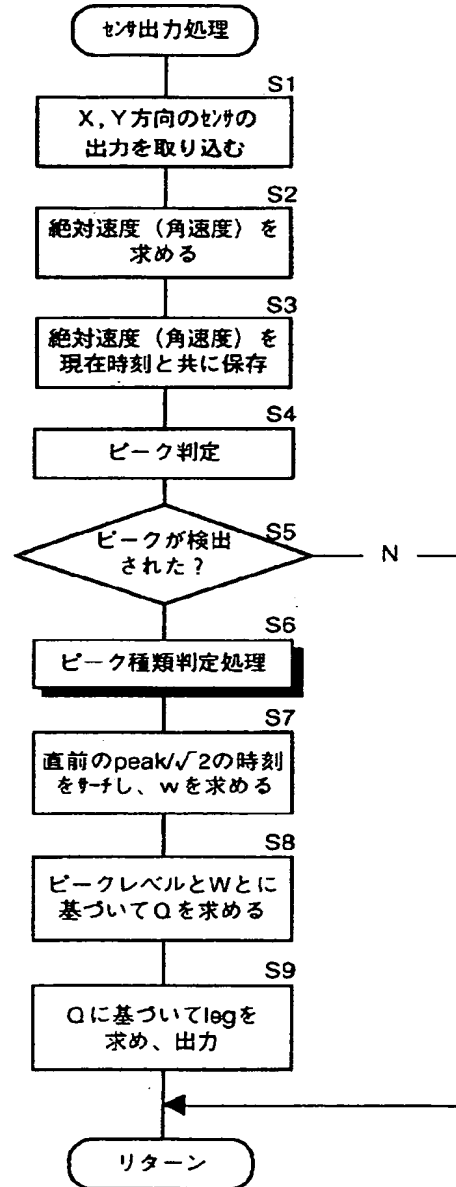 センサ出力処理
S1
X,Y方向のセンサの
出力を取り込む
S2
絶対速度（角速度）を
求める
S3
絶対速度（角速度）を
現在時刻と共に保存
S4
ピーク判定
S5
ピークが検出
された？
N
S6
ピーク種類判定処理
S7
直前のpeak/√2の時刻
をサーチし、wを求める
S8
ピークレベルとWとに
基づいてQを求める
S9
Qに基づいてlegを
求め、出力
リターン